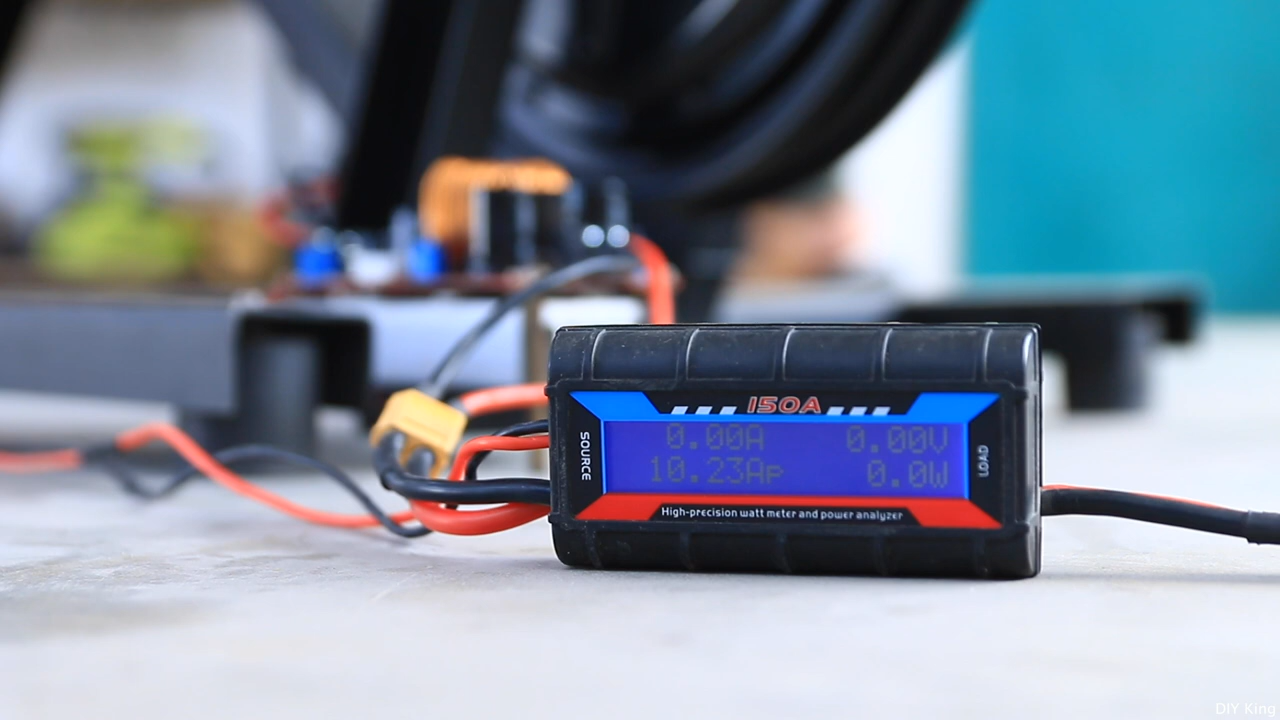 150A
SOURCE
0.00A 0.00V
10.23Ap 0.0W
LOAD
High-precision watt meter and power analyzer
DIY King